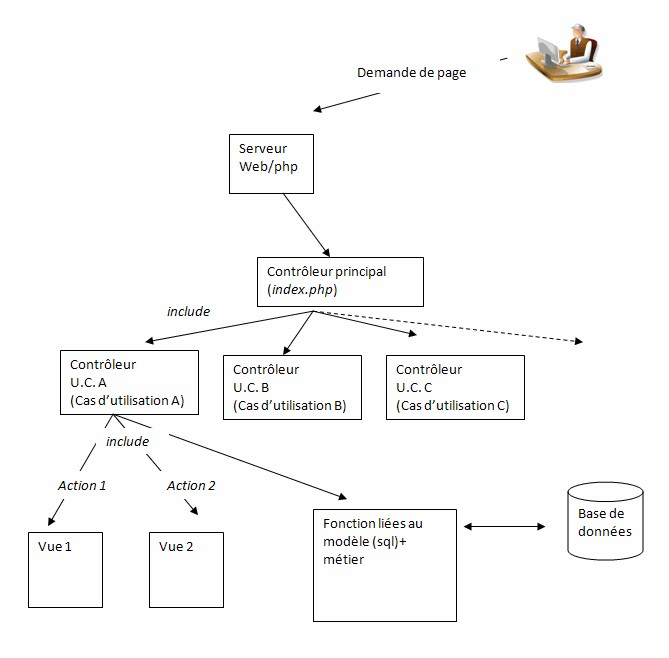 Demande de page
Serveur
Web/php
Contrôleur principal
(index.php)
include
Contrôleur
U.C. A
(Cas d’utilisation A)
Contrôleur
U.C. B
(Cas d’utilisation B)
Contrôleur
U.C. C
(Cas d’utilisation C)
include
Action 1
Action 2
Vue 1
Vue 2
Fonction liées au
modèle (sql)+
métier
Base de
données